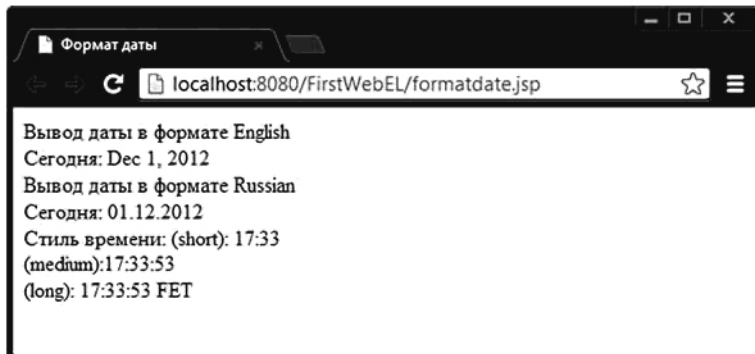 Формат даты
localhost:8080/FirstWebEL/formatdate.jsp
Вывод даты в формате English
Сегодня: Dec 1, 2012
Вывод даты в формате Russian
Сегодня: 01.12.2012
Стиль времени: (short): 17:33
(medium):17:33:53
(long): 17:33:53 FET